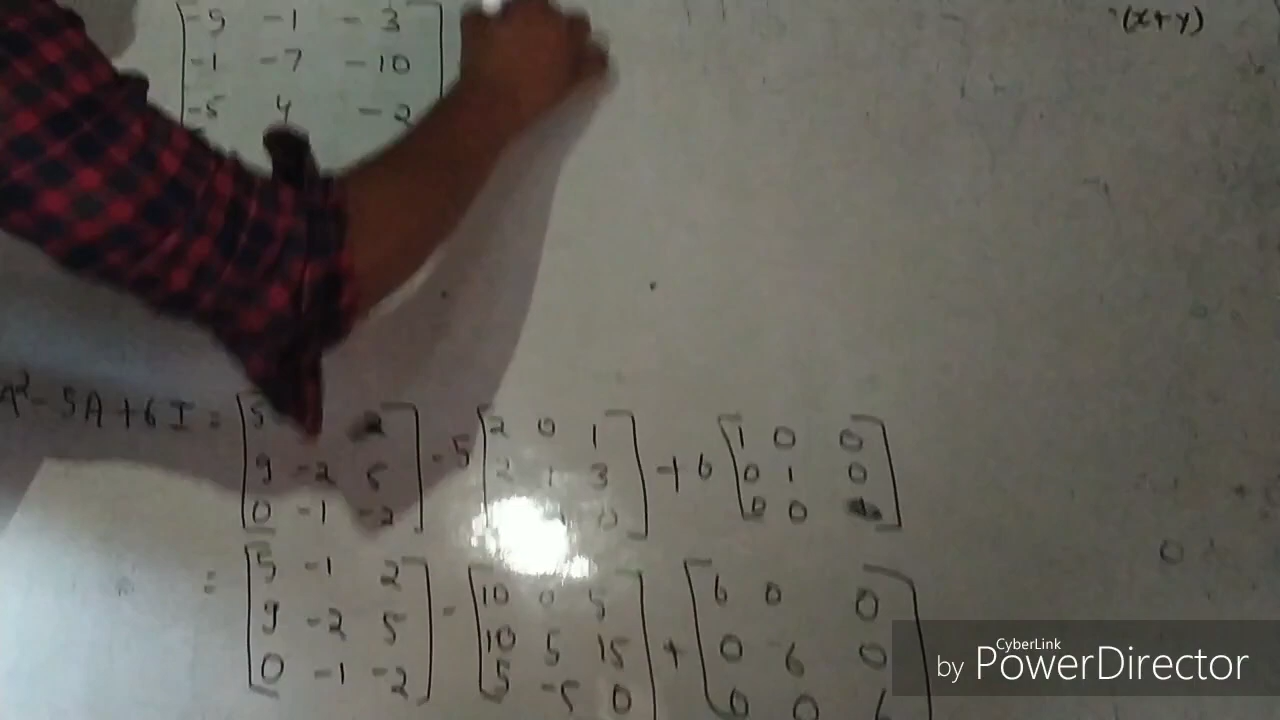 -5 -1 -3 (x+y)
-1 -7 -10
-5 4 -2
A²-5A+6I = [5 2] -5 [2 0 1] +6 [1 0 0]
[9 -2 5] [2 1 3] [0 1 0]
[0 -1 -2] [0] [0 0]
= [5 -1 2] - [10 0 5] + [6 0 0]
[9 -2 5] [10 5 15] [0 6 0]
[0 -1 -2] [5 -5 0] [0 0 6]
CyberLink
by PowerDirector